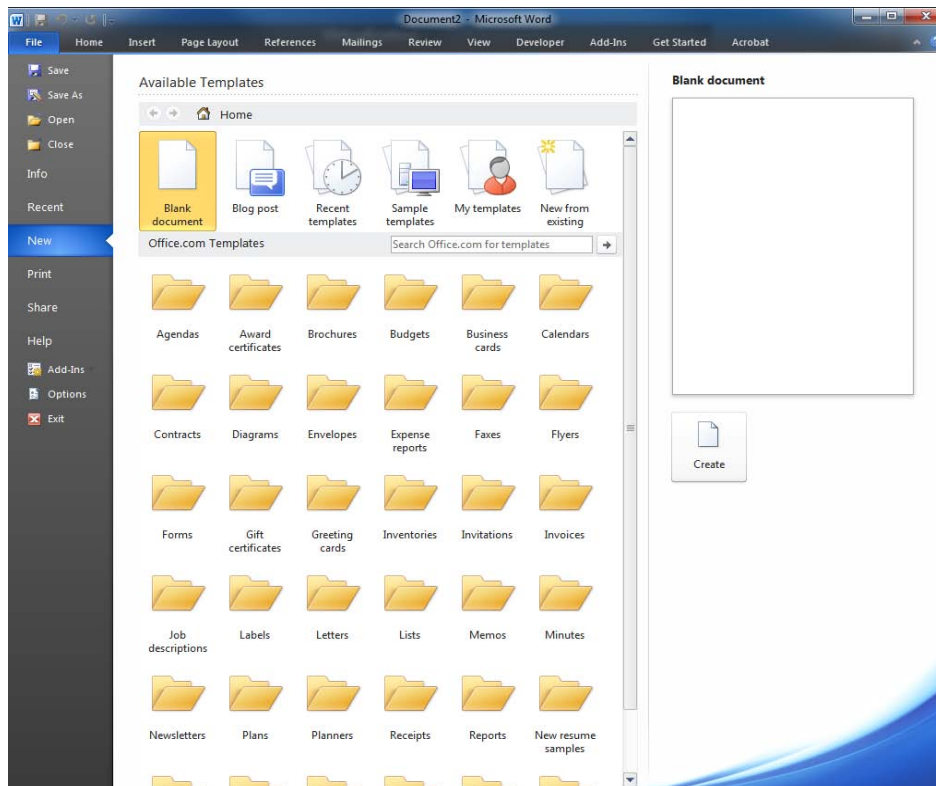 Document2 - Microsoft Word
File Home Insert Page Layout References Mailings Review View Developer Add-Ins Get Started Acrobat
Save
Save As
Open
Close
Info
Recent
New
Print
Share
Help
Add-Ins
Options
Exit
Available Templates
Home
Blank document
Blog post
Recent templates
Sample templates
My templates
New from existing
Office.com Templates
Search Office.com for templates
Agendas
Award certificates
Brochures
Budgets
Business cards
Calendars
Contracts
Diagrams
Envelopes
Expense reports
Faxes
Flyers
Forms
Gift certificates
Greeting cards
Inventories
Invitations
Invoices
Job descriptions
Labels
Letters
Lists
Memos
Minutes
Newsletters
Plans
Planners
Receipts
Reports
New resume samples
Blank document
Create